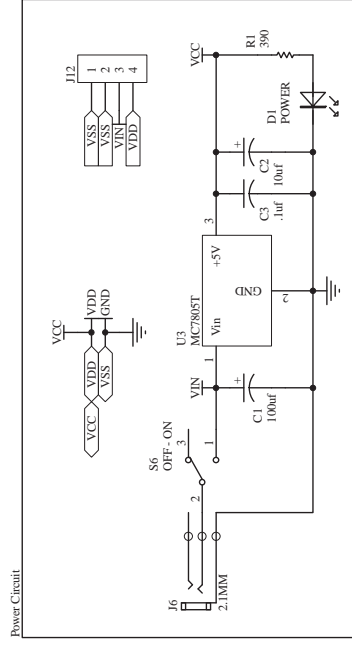 Power Circuit
J12
1
2
3
4
VSS
VSS
VIN
VDD
VCC
VDD
GND
VDD
VSS
VCC
VCC
R1
390
D1
POWER
C2
10uf
+
C3
.1uf
3
+5V
GND
2
Vin
U3
MC7805T
1
VIN
+
C1
100uf
S6
OFF - ON
3
1
2
J6
2.1MM